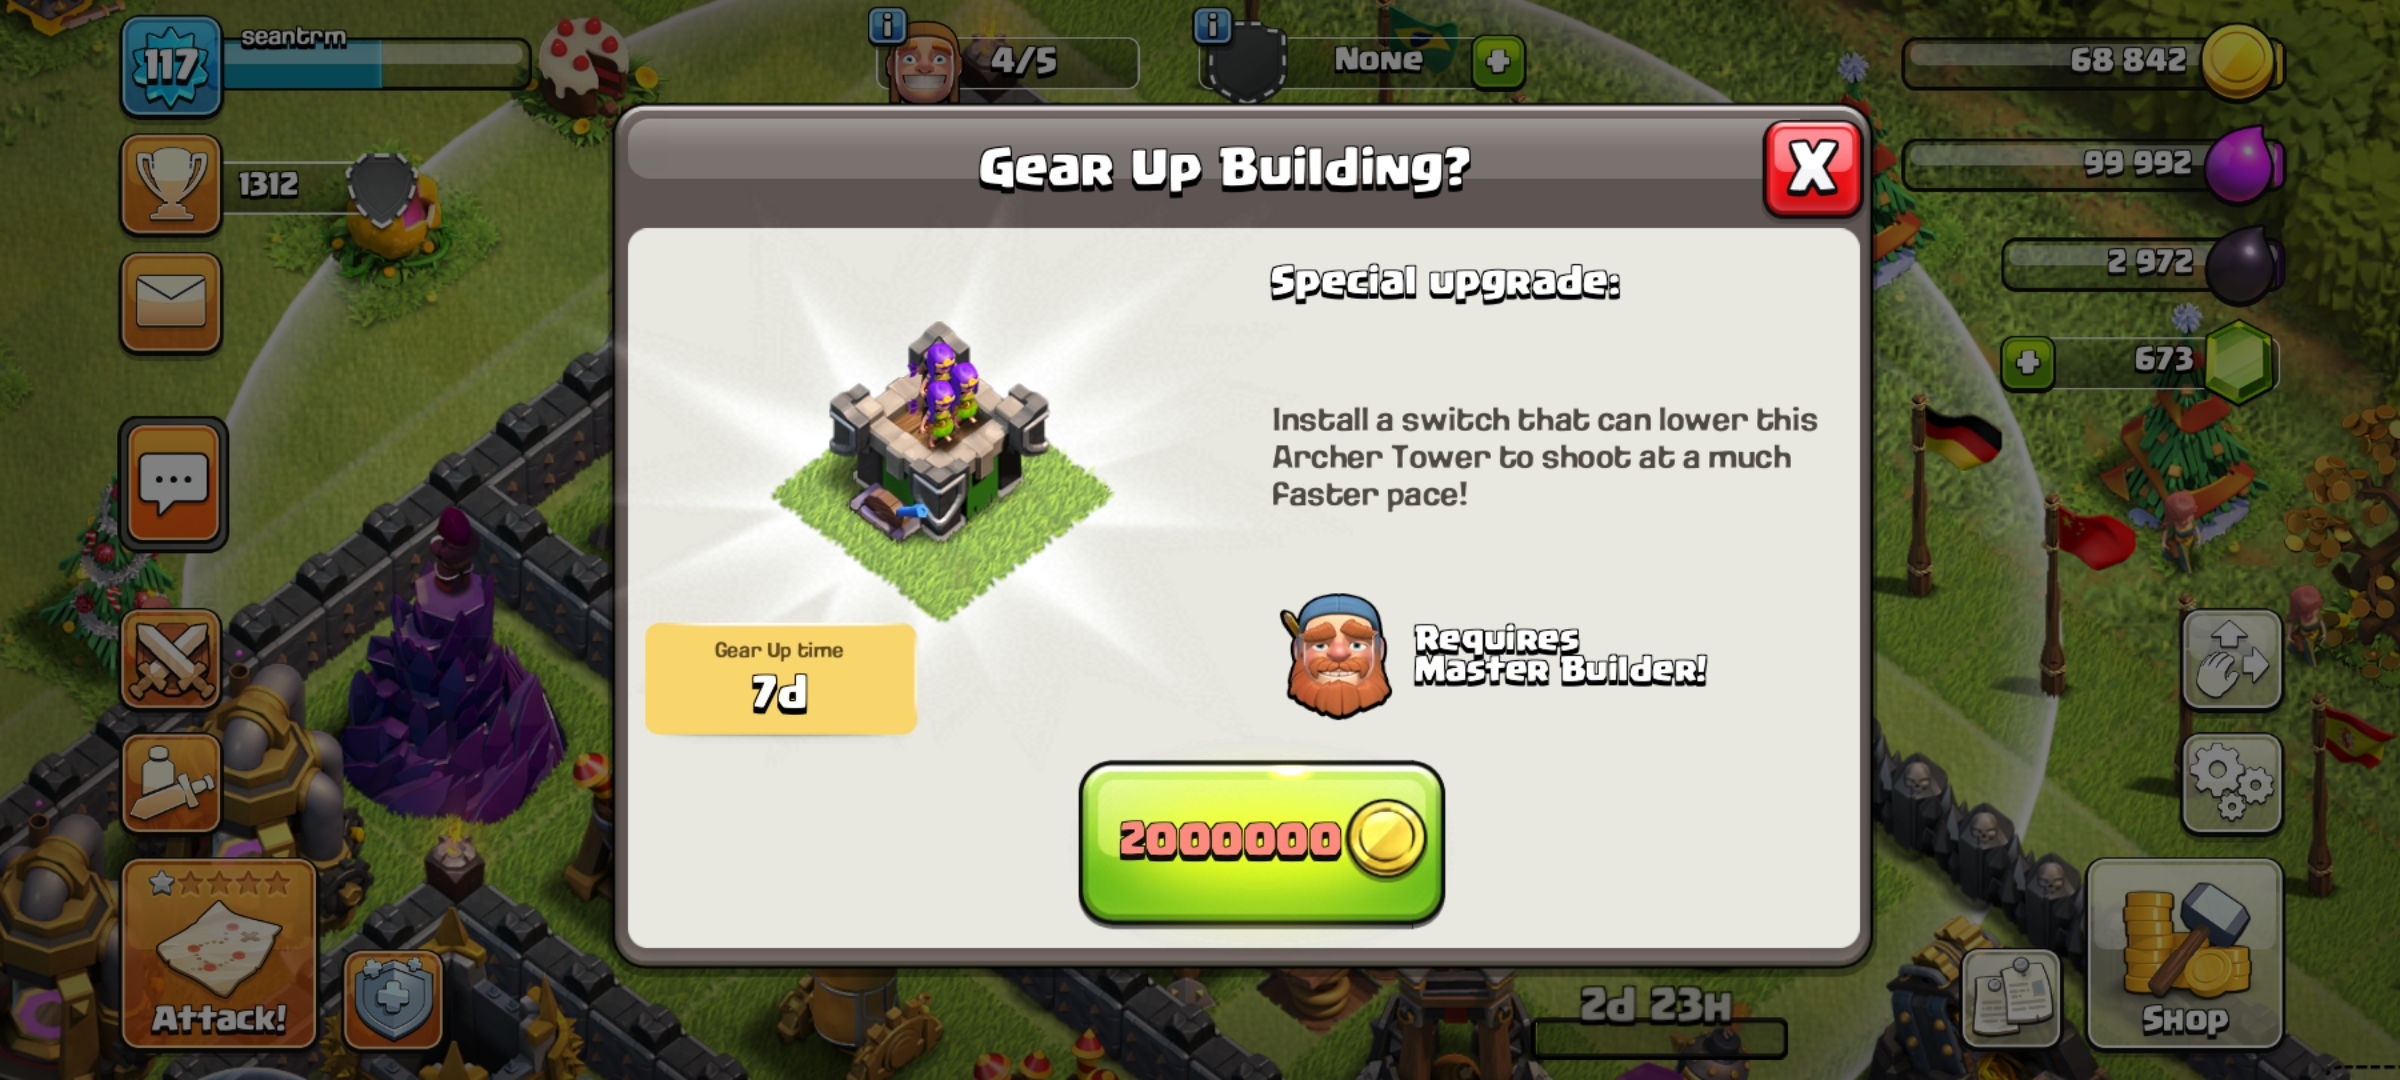 117
seantrm
4/5
None
68 842
1312
99 992
2 972
673
Gear Up Building?
X
Special upgrade:
Install a switch that can lower this
Archer Tower to shoot at a much
faster pace!
Requires
Master Builder!
Gear Up time
7d
2000000
Attack!
2d 23H
Shop